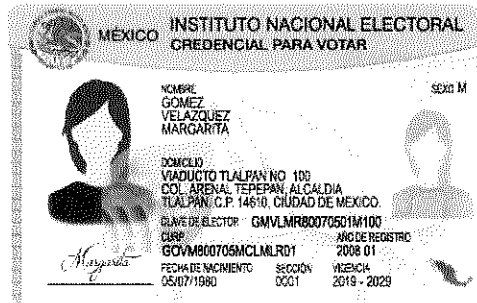 MÉXICO
INSTITUTO NACIONAL ELECTORAL
CREDENCIAL PARA VOTAR
NOMBRE
SEXO M
GOMEZ
VELAZQUEZ
MARGARITA
DOMICILIO
VIADUCTO TLALPAN NO. 100
COL. ARENAL TEPEPAN, ALCALDIA
TLALPAN, C.P. 14610, CIUDAD DE MEXICO.
CLAVE DE ELECTOR GMVLMR80070501M100
CURP
AÑO DE REGISTRO
GOVM800705MCLMLR01
2008 01
FECHA DE NACIMIENTO
SECCIÓN
VIGENCIA
05/07/1980
0001
2019 - 2029
Margarita